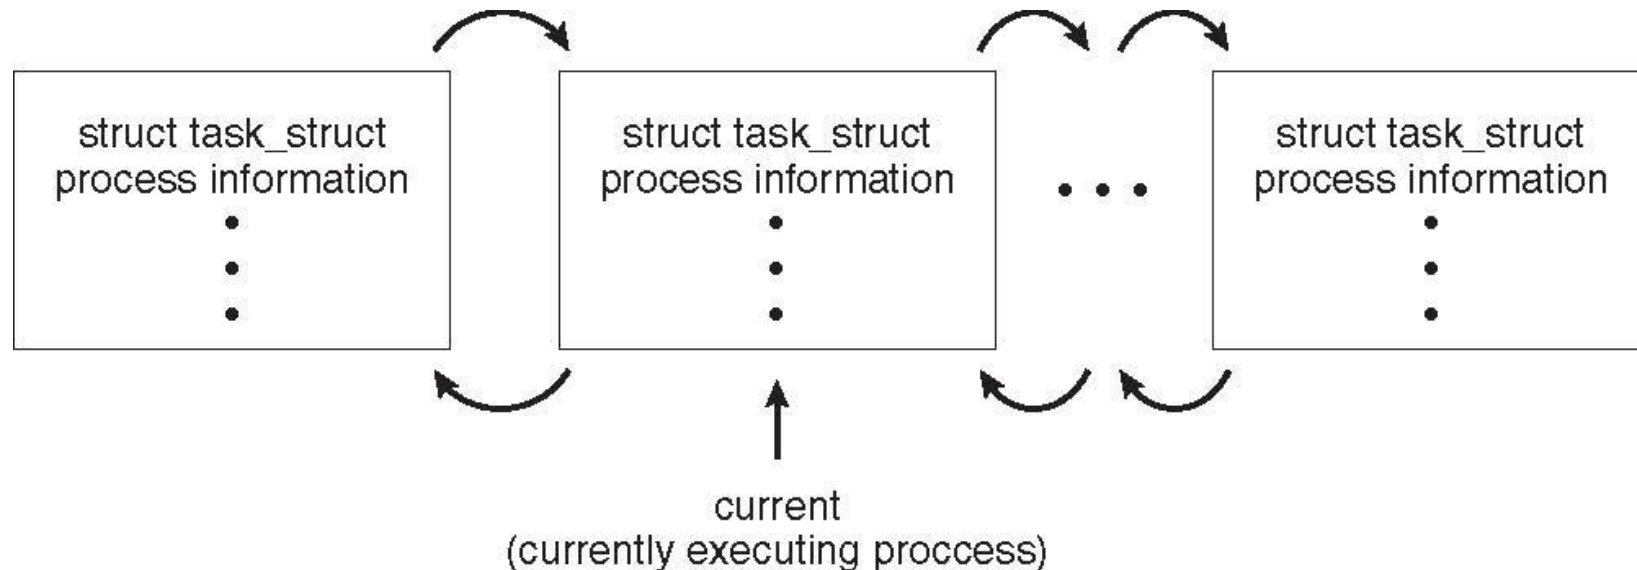 struct task_struct
process information
struct task_struct
process information
struct task_struct
process information
current
(currently executing proccess)